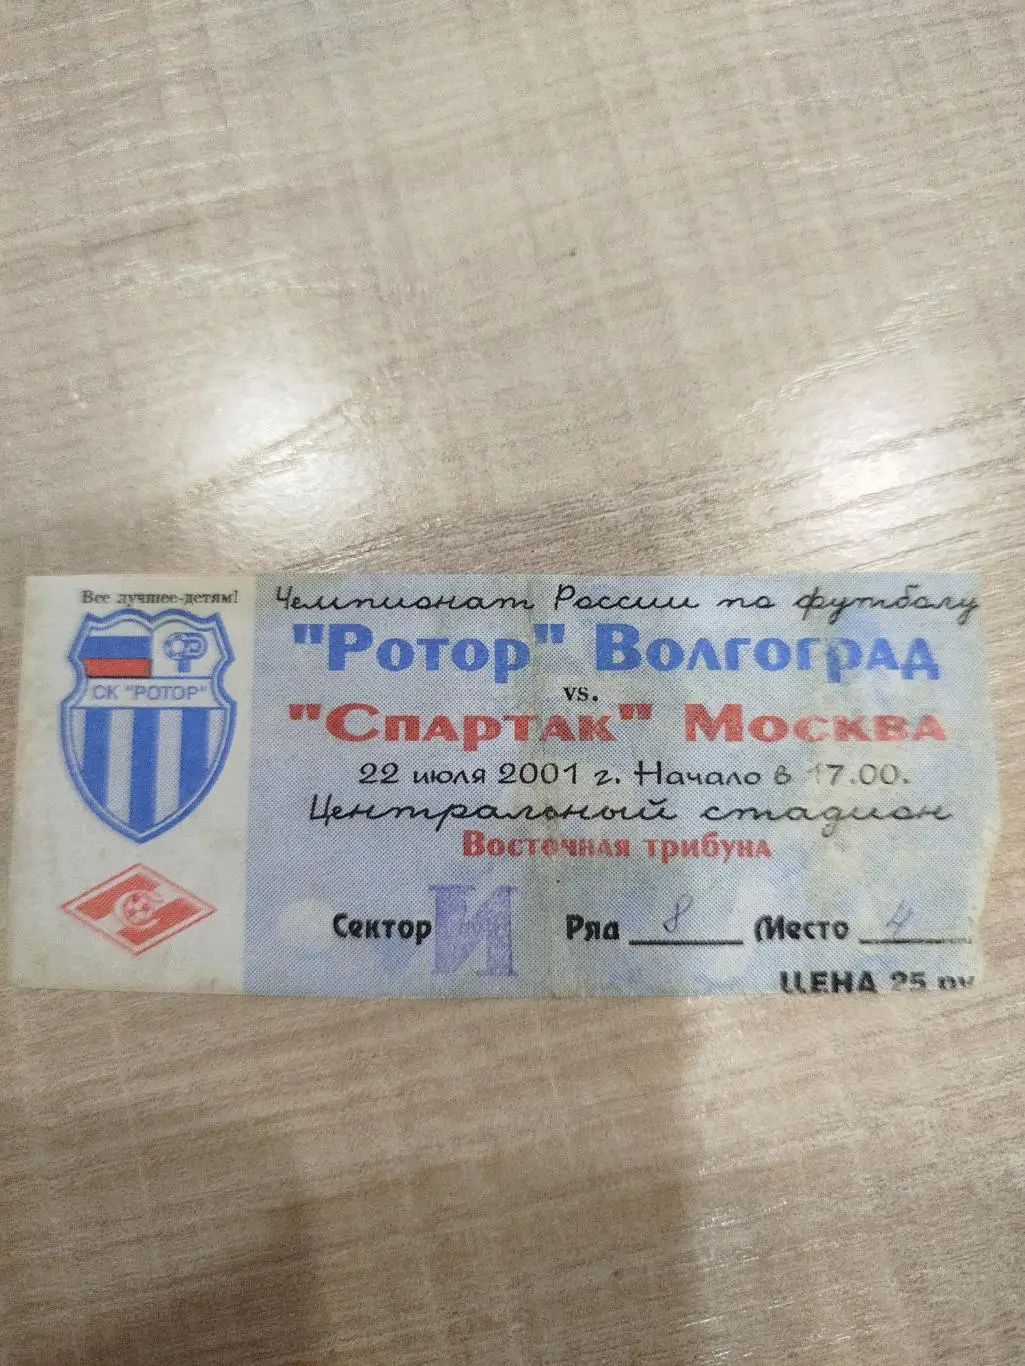 Все лучшее-детям!
СК "РОТОР"
Чемпионат России по футболу
"Ротор" Волгоград
vs.
"Спартак" Москва
22 июля 2001 г. Начало в 17.00.
Центральный стадион
Восточная трибуна
Сектор И Ряд 8 Место 4
ЦЕНА 25 ру